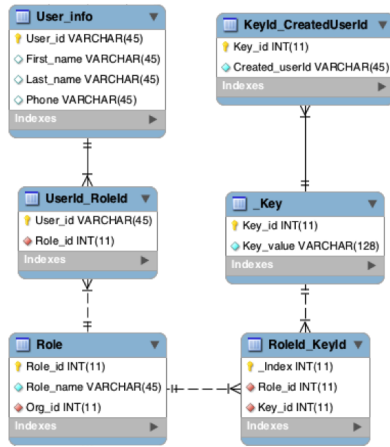 User_info
User_id VARCHAR(45)
First_name VARCHAR(45)
Last_name VARCHAR(45)
Phone VARCHAR(45)
Indexes
KeyId_CreatedUserId
Key_id INT(11)
Created_userId VARCHAR(45)
Indexes
UserId_RoleId
User_id VARCHAR(45)
Role_id INT(11)
Indexes
_Key
Key_id INT(11)
Key_value VARCHAR(128)
Indexes
Role
Role_id INT(11)
Role_name VARCHAR(45)
Org_id INT(11)
Indexes
RoleId_KeyId
_Index INT(11)
Role_id INT(11)
Key_id INT(11)
Indexes